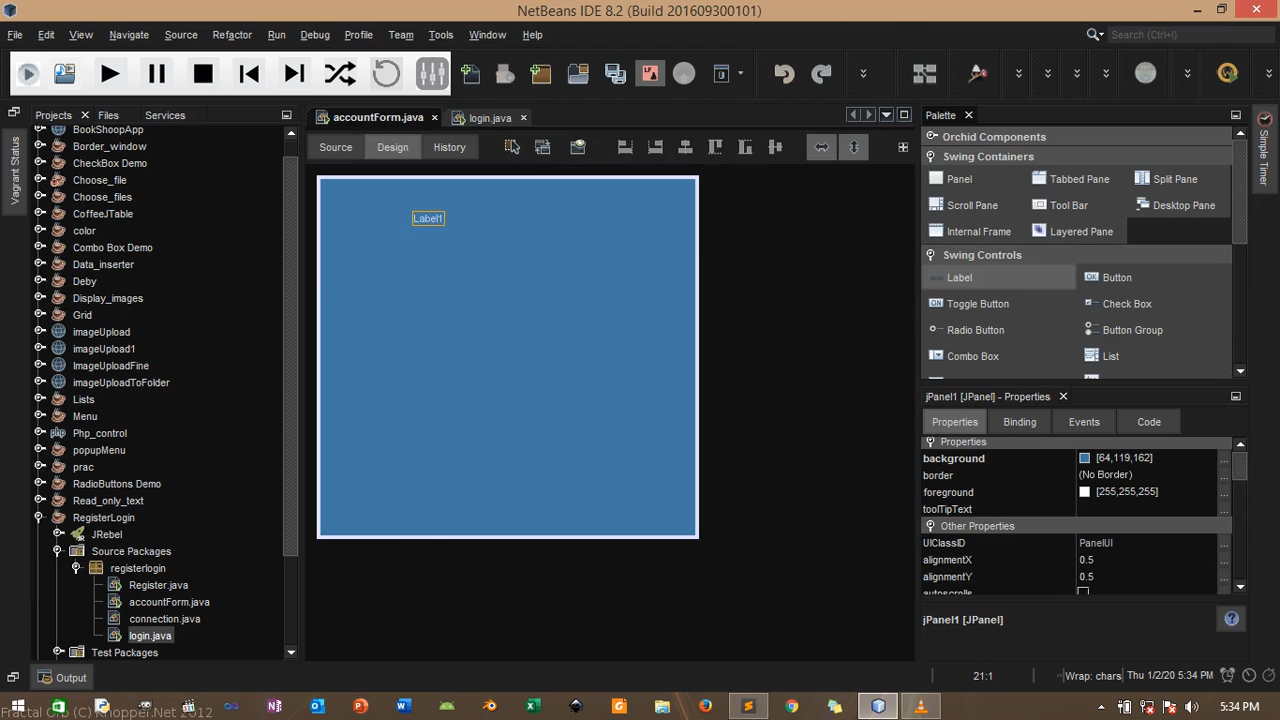 NetBeans IDE 8.2 (Build 201609300101)
File Edit View Navigate Source Refactor Run Debug Profile Team Tools Window Help
Search (Ctrl+I)
Projects Files Services
accountForm.java login.java
Palette
Source Design History
Vagrant Status
Swing Timer
BookShoopApp
Border_window
CheckBox Demo
Choose_file
Choose_files
CoffeeJTable
color
Combo Box Demo
Data_inserter
Deby
Display_images
Grid
imageUpload
imageUpload1
ImageUploadFine
imageUploadToFolder
Lists
Menu
Php_control
popupMenu
prac
RadioButtons Demo
Read_only_text
RegisterLogin
JRebel
Source Packages
registerlogin
Register.java
accountForm.java
connection.java
login.java
Test Packages
Label1
Orchid Components
Swing Containers
Panel Tabbed Pane Split Pane
Scroll Pane Tool Bar Desktop Pane
Internal Frame Layered Pane
Swing Controls
Label Button
Toggle Button Check Box
Radio Button Button Group
Combo Box List
jPanel1 [JPanel] - Properties
Properties Binding Events Code
Properties
background [64,119,162] ...
border (No Border) ...
foreground [255,255,255] ...
toolTipText ...
Other Properties
UIClassID PanelUI ...
alignmentX 0.5 ...
alignmentY 0.5 ...
autoscrolls
jPanel1 [JPanel]
Output
21:1 Wrap: chars Thu 1/2/20 5:34 PM
Fractal Orb (C) Knopper.Net 2012
5:34 PM